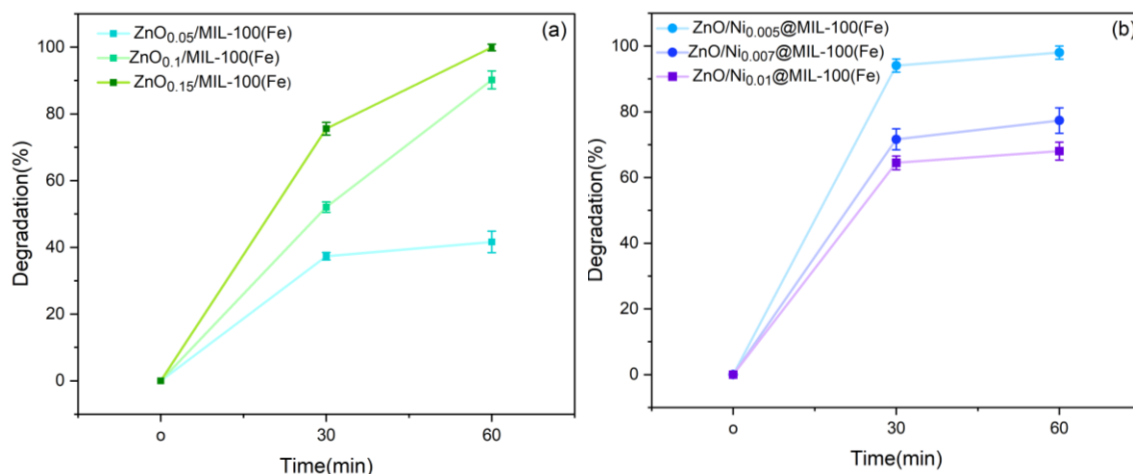 (a)
ZnO0.05/MIL-100(Fe)
ZnO0.1/MIL-100(Fe)
ZnO0.15/MIL-100(Fe)
100
80
60
40
20
0
Degradation(%)
o 30 60
Time(min)
(b)
ZnO/Ni0.005@MIL-100(Fe)
ZnO/Ni0.007@MIL-100(Fe)
ZnO/Ni0.01@MIL-100(Fe)
100
80
60
40
20
0
Degradation(%)
o 30 60
Time(min)